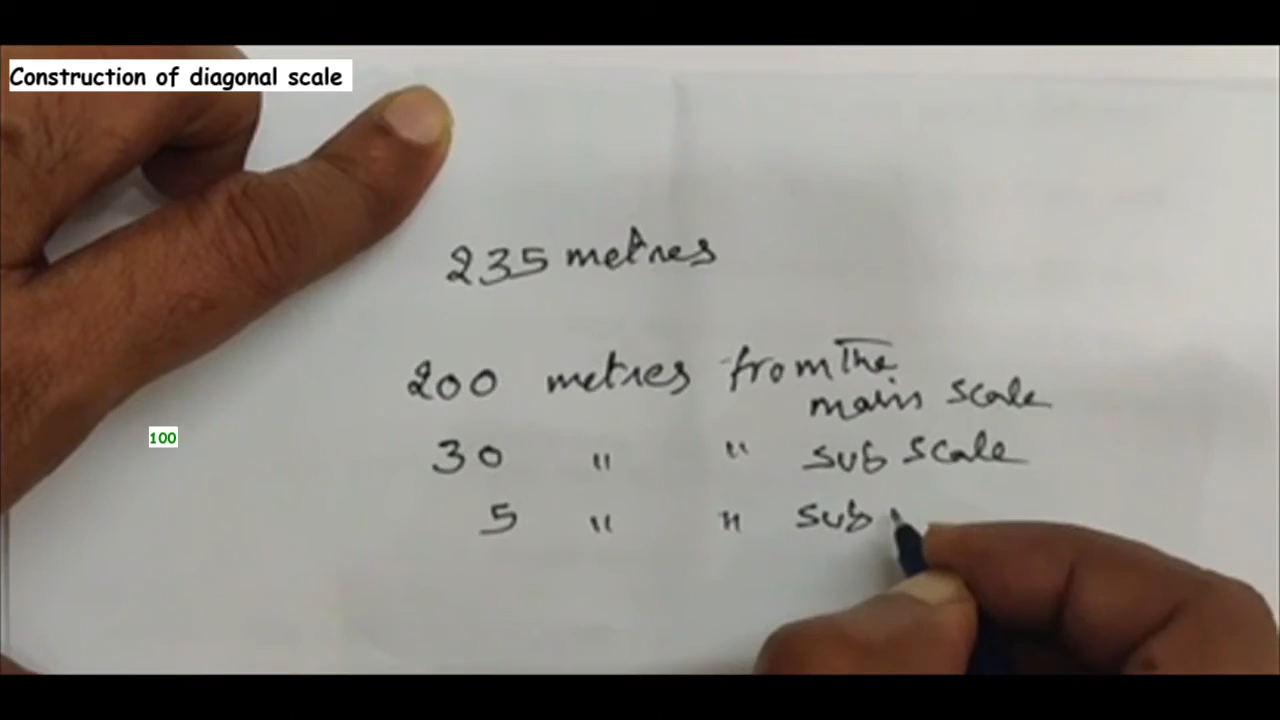 Construction of diagonal scale
235 metres
200 metres from The
main scale
100
30 " " sub scale
5 " " sub